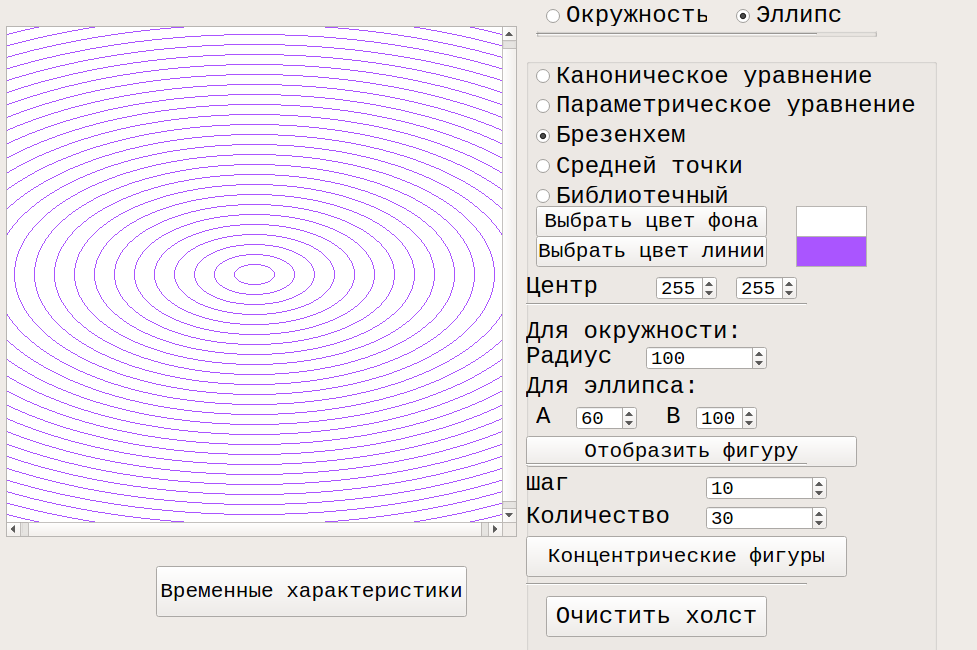 Окружность Эллипс
Каноническое уравнение
Параметрическое уравнение
Брезенхем
Средней точки
Библиотечный
Выбрать цвет фона
Выбрать цвет линии
Центр 255 255
Для окружности:
Радиус 100
Для эллипса:
A 60 B 100
Отобразить фигуру
Шаг 10
Количество 30
Концентрические фигуры
Временные характеристики
Очистить холст